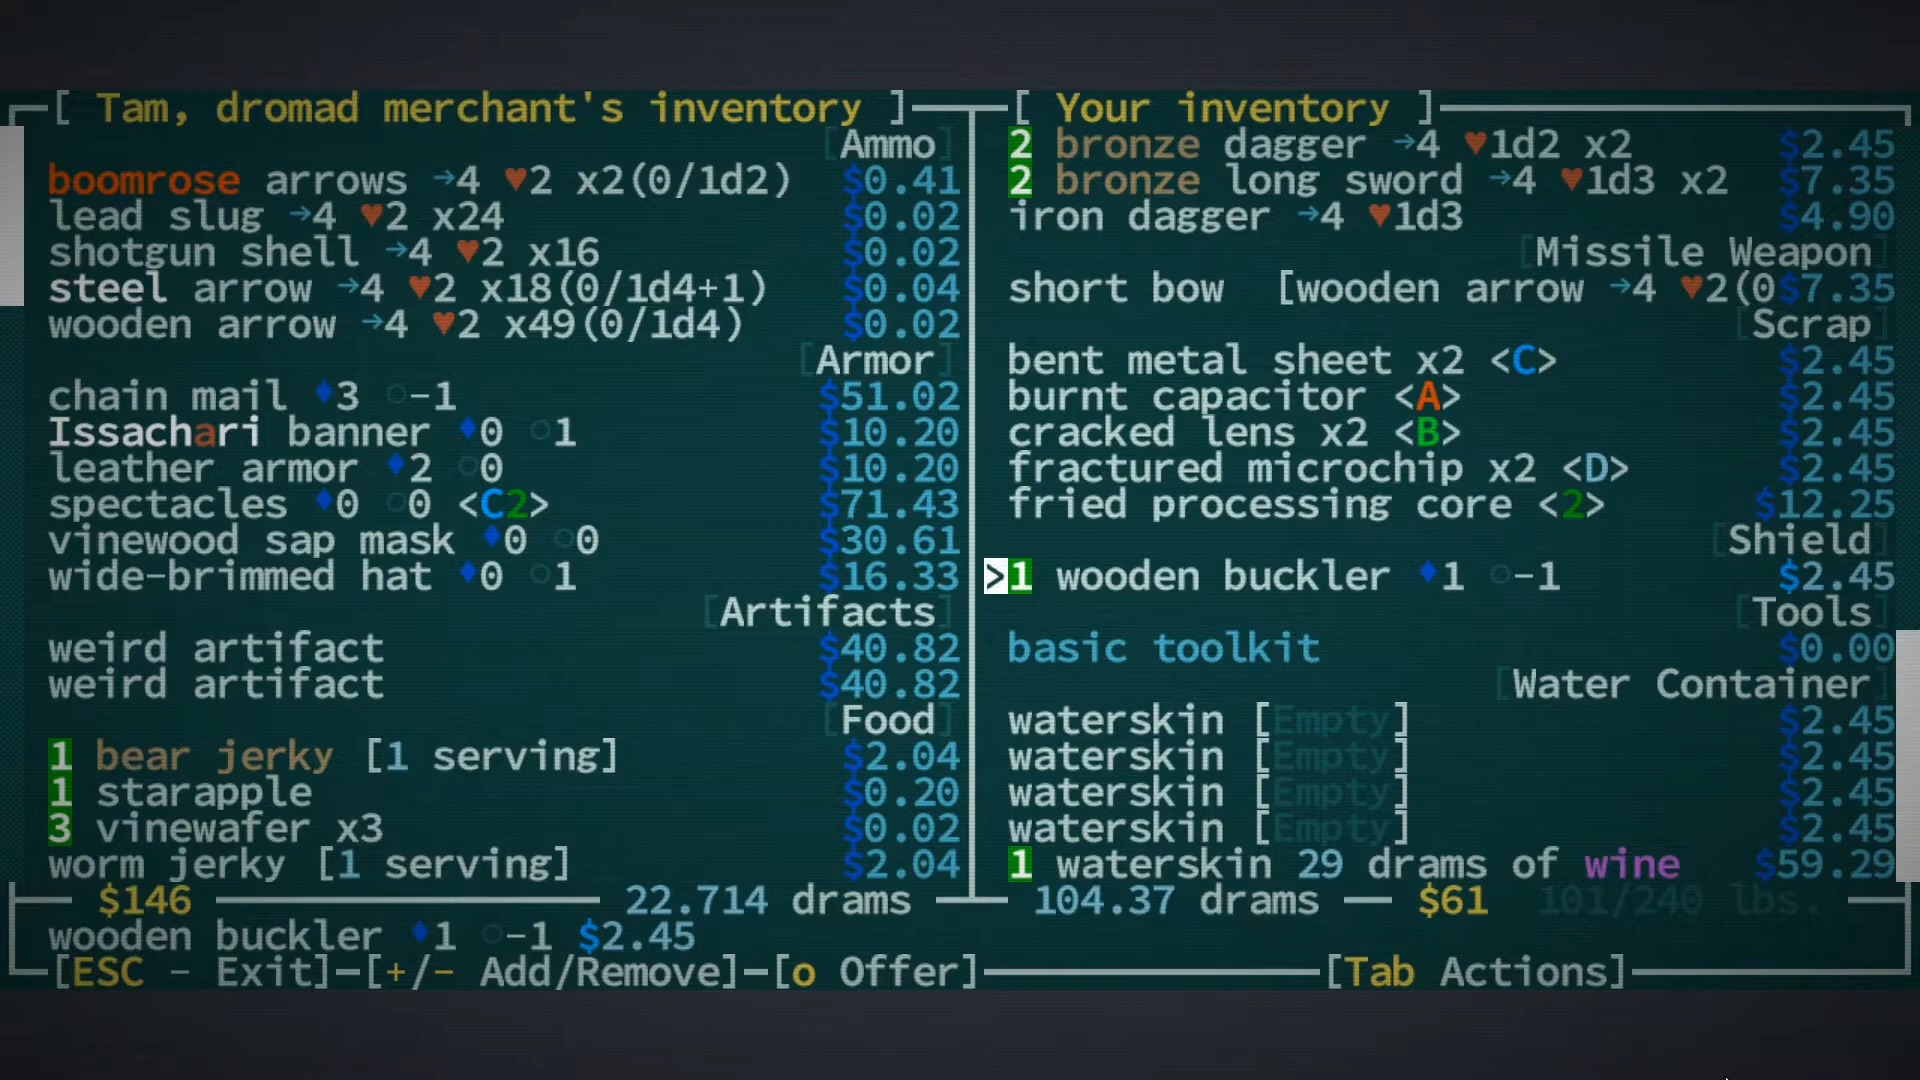 [ Tam, dromad merchant's inventory ]
[Ammo]
boomrose arrows →4 ♥2 x2(0/1d2) $0.41
lead slug →4 ♥2 x24 $0.02
shotgun shell →4 ♥2 x16 $0.02
steel arrow →4 ♥2 x18(0/1d4+1) $0.04
wooden arrow →4 ♥2 x49(0/1d4) $0.02
[Armor]
chain mail ♦3 ○-1 $51.02
Issachari banner ♦0 ○1 $10.20
leather armor ♦2 ○0 $10.20
spectacles ♦0 ○0 <C2> $71.43
vinewood sap mask ♦0 ○0 $30.61
wide-brimmed hat ♦0 ○1 $16.33
[Artifacts]
weird artifact $40.82
weird artifact $40.82
[Food]
1 bear jerky [1 serving] $2.04
1 starapple $0.20
3 vinewafer x3 $0.02
worm jerky [1 serving] $2.04
$146 22.714 drams
[ Your inventory ]
2 bronze dagger →4 ♥1d2 x2 $2.45
2 bronze long sword →4 ♥1d3 x2 $7.35
iron dagger →4 ♥1d3 $4.90
[Missile Weapon]
short bow [wooden arrow →4 ♥2(0$7.35
[Scrap]
bent metal sheet x2 <C> $2.45
burnt capacitor <A> $2.45
cracked lens x2 <B> $2.45
fractured microchip x2 <D> $2.45
fried processing core <2> $12.25
[Shield]
>1 wooden buckler ♦1 ○-1 $2.45
[Tools]
basic toolkit $0.00
[Water Container]
waterskin [Empty] $2.45
waterskin [Empty] $2.45
waterskin [Empty] $2.45
waterskin [Empty] $2.45
1 waterskin 29 drams of wine $59.29
104.37 drams $61 101/240 lbs.
wooden buckler ♦1 ○-1 $2.45
[ESC - Exit]-[+/- Add/Remove]-[o Offer] [Tab Actions]